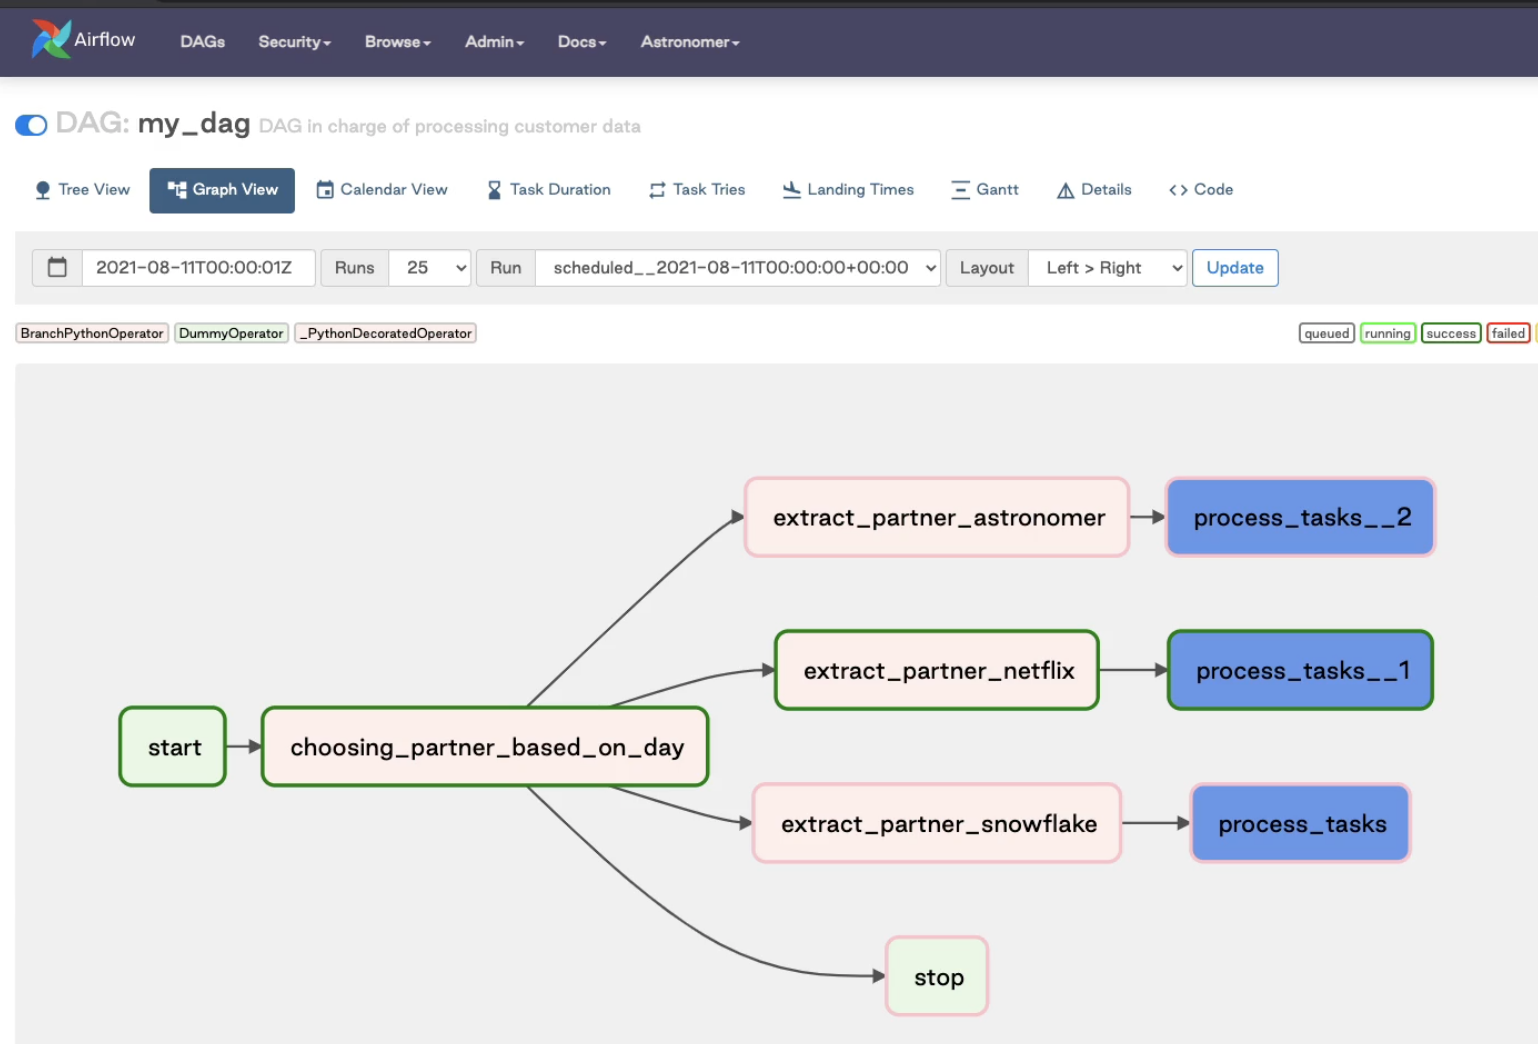 Airflow DAGs Security Browse Admin Docs Astronomer
DAG: my_dag DAG in charge of processing customer data
Tree View Graph View Calendar View Task Duration Task Tries Landing Times Gantt Details <> Code
2021-08-11T00:00:01Z Runs 25 Run scheduled__2021-08-11T00:00:00+00:00 Layout Left > Right Update
BranchPythonOperator DummyOperator _PythonDecoratedOperator queued running success failed
extract_partner_astronomer process_tasks__2
extract_partner_netflix process_tasks__1
start choosing_partner_based_on_day
extract_partner_snowflake process_tasks
stop